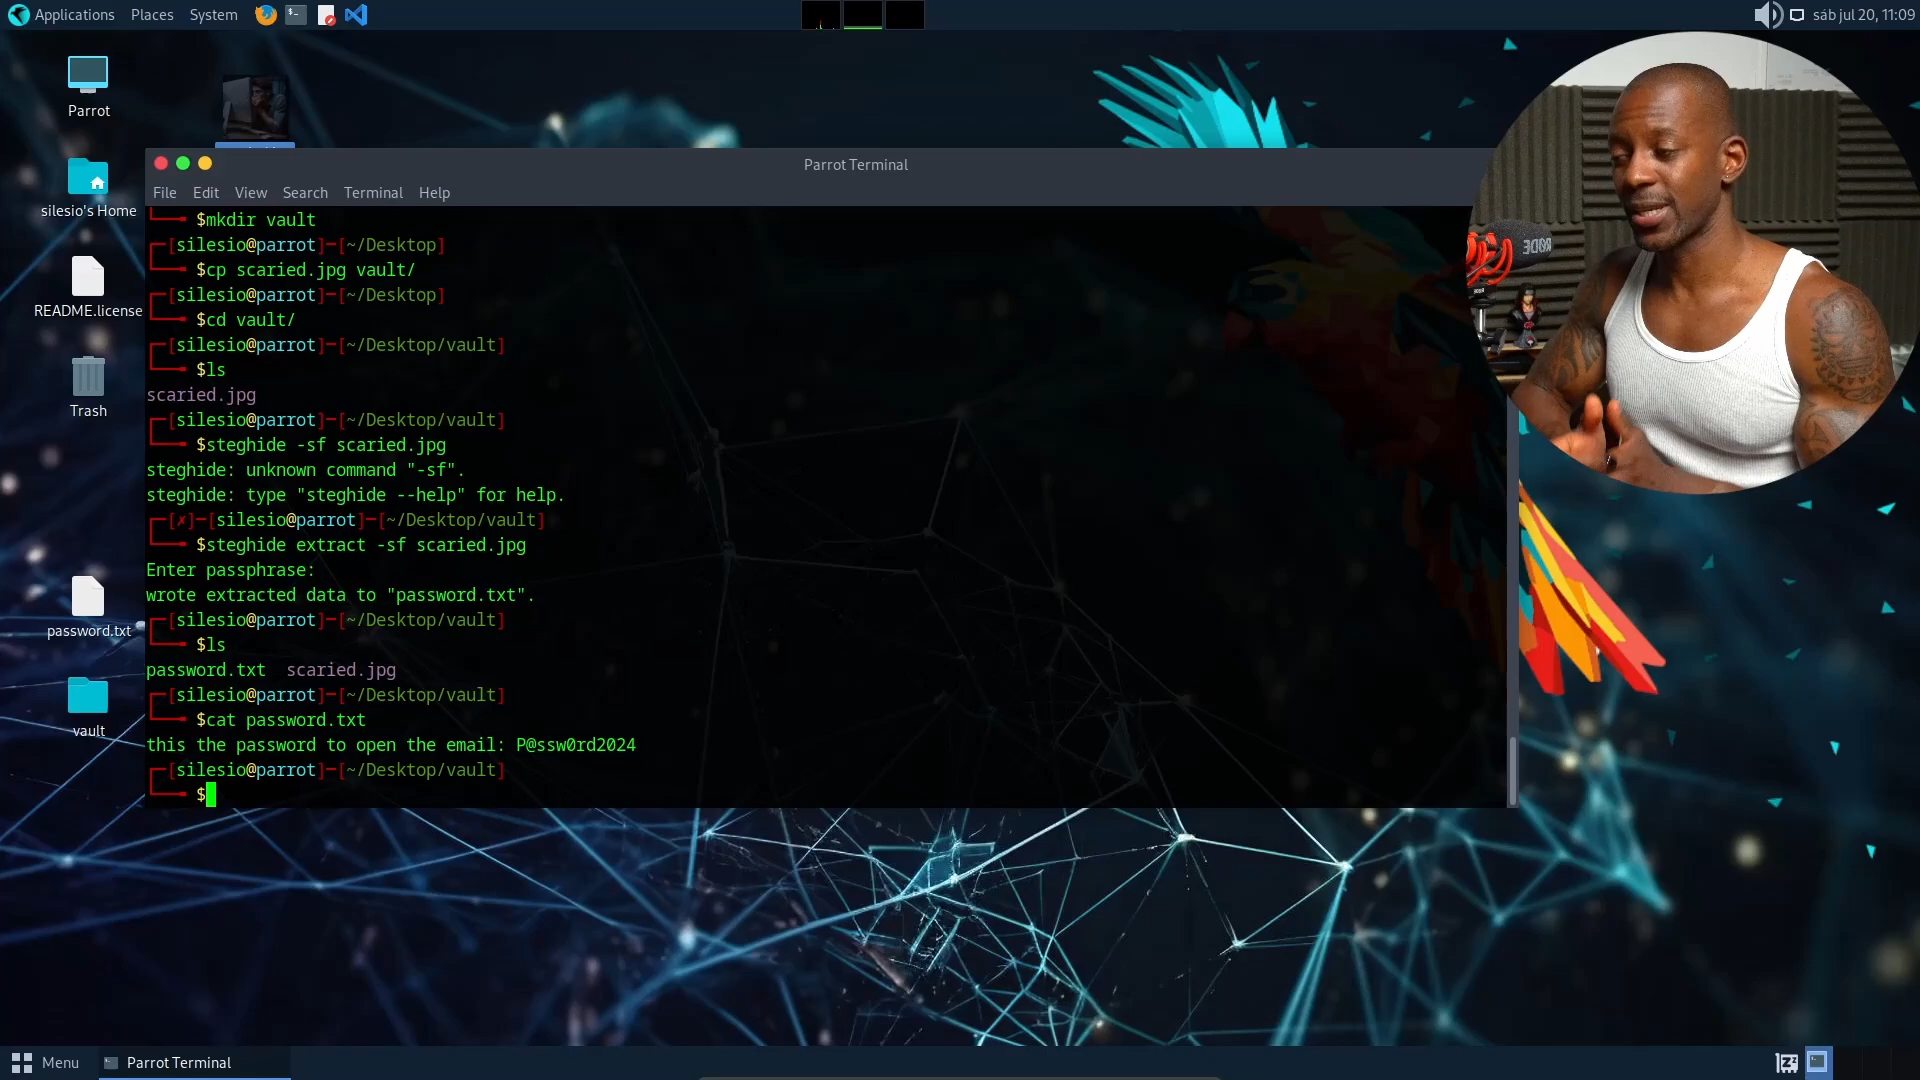 Applications Places System
sáb jul 20, 11:09
Parrot
silesio's Home
README.license
Trash
password.txt
vault
Parrot Terminal
File Edit View Search Terminal Help
$mkdir vault
[silesio@parrot]─[~/Desktop]
$cp scaried.jpg vault/
[silesio@parrot]─[~/Desktop]
$cd vault/
[silesio@parrot]─[~/Desktop/vault]
$ls
scaried.jpg
[silesio@parrot]─[~/Desktop/vault]
$steghide -sf scaried.jpg
steghide: unknown command "-sf".
steghide: type "steghide --help" for help.
[✗]─[silesio@parrot]─[~/Desktop/vault]
$steghide extract -sf scaried.jpg
Enter passphrase:
wrote extracted data to "password.txt".
[silesio@parrot]─[~/Desktop/vault]
$ls
password.txt scaried.jpg
[silesio@parrot]─[~/Desktop/vault]
$cat password.txt
this the password to open the email: P@ssw0rd2024
[silesio@parrot]─[~/Desktop/vault]
$
RØDE
Menu
Parrot Terminal